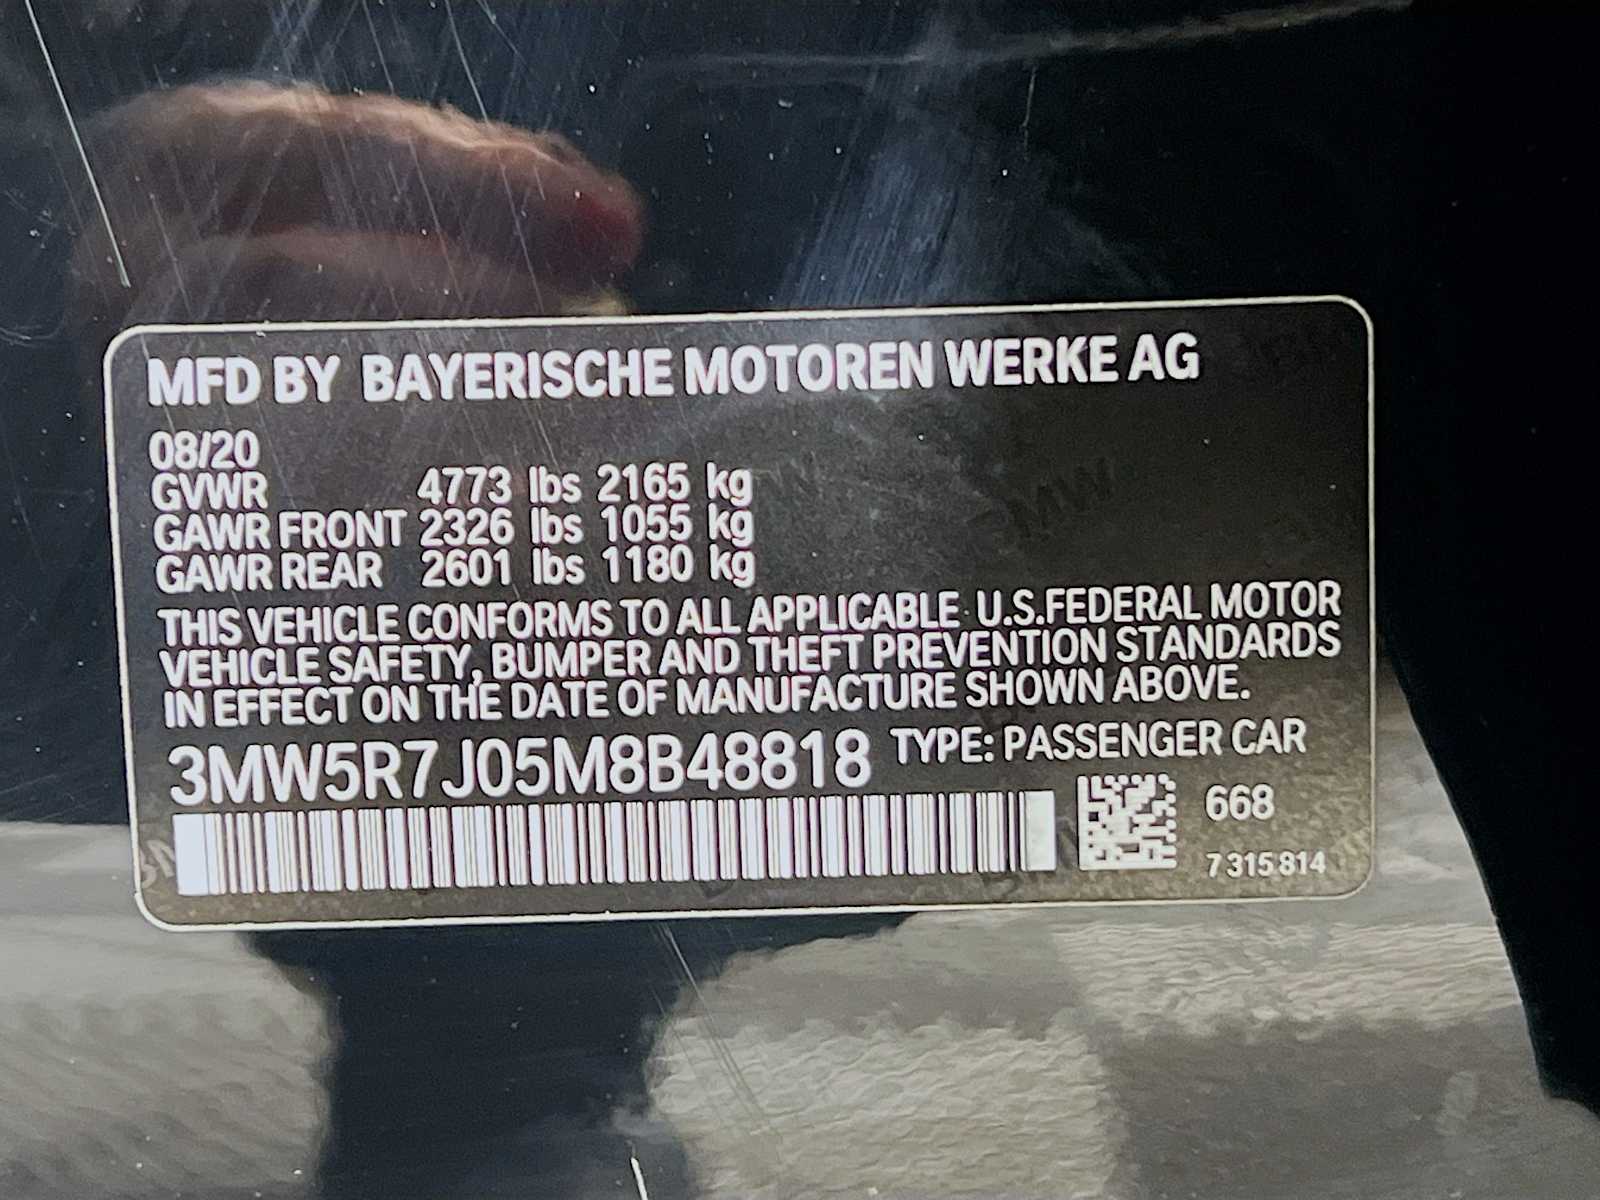 MFD BY BAYERISCHE MOTOREN WERKE AG
08/20
GVWR 4773 lbs 2165 kg
GAWR FRONT 2326 lbs 1055 kg
GAWR REAR 2601 lbs 1180 kg
THIS VEHICLE CONFORMS TO ALL APPLICABLE U.S.FEDERAL MOTOR
VEHICLE SAFETY, BUMPER AND THEFT PREVENTION STANDARDS
IN EFFECT ON THE DATE OF MANUFACTURE SHOWN ABOVE.
3MW5R7J05M8B48818 TYPE: PASSENGER CAR
668
7 315 814
BMW